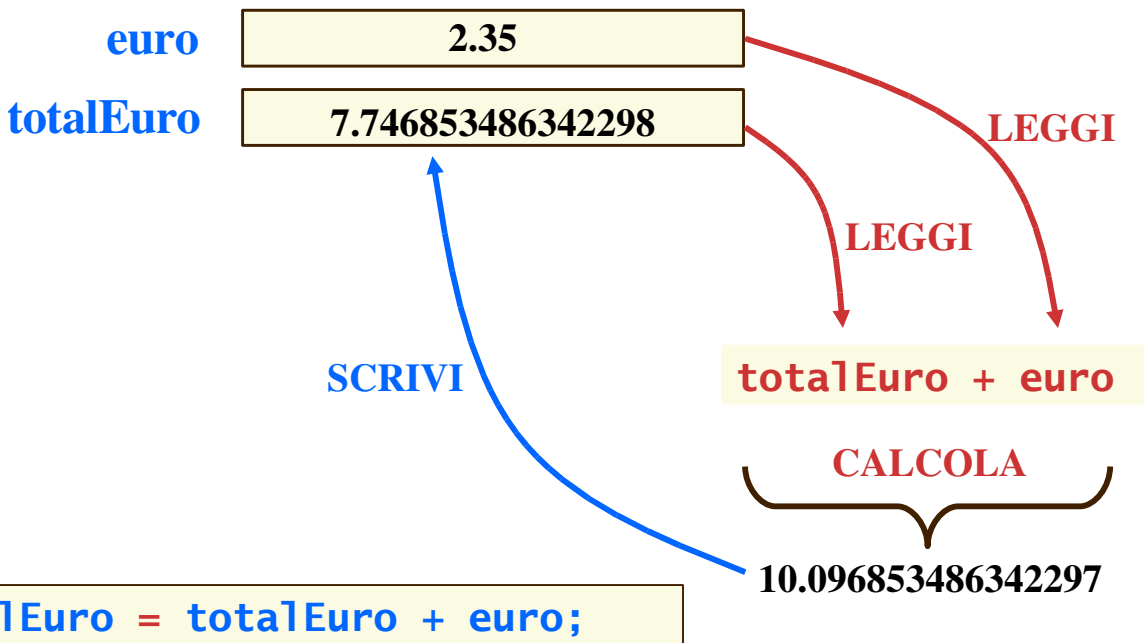 euro 2.35
totalEuro 7.746853486342298
LEGGI
LEGGI
SCRIVI
totalEuro + euro
CALCOLA
10.096853486342297
lEuro = totalEuro + euro;